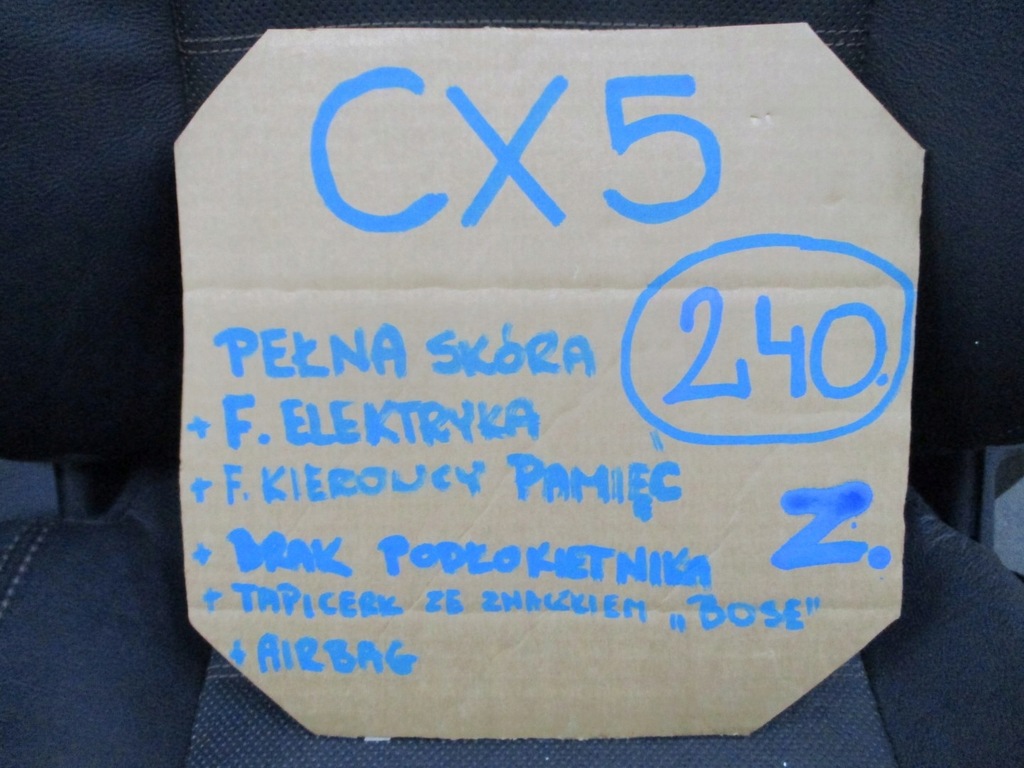 CX5
240.
PEŁNA SKÓRA
+ F. ELEKTRYKA
+ F. KIEROWCY PAMIĘĆ
Z.
+ BRAK PODŁOKIETNIKA
+ TAPICERK ZE ZNACZKIEM „BOSE"
+ AIRBAG